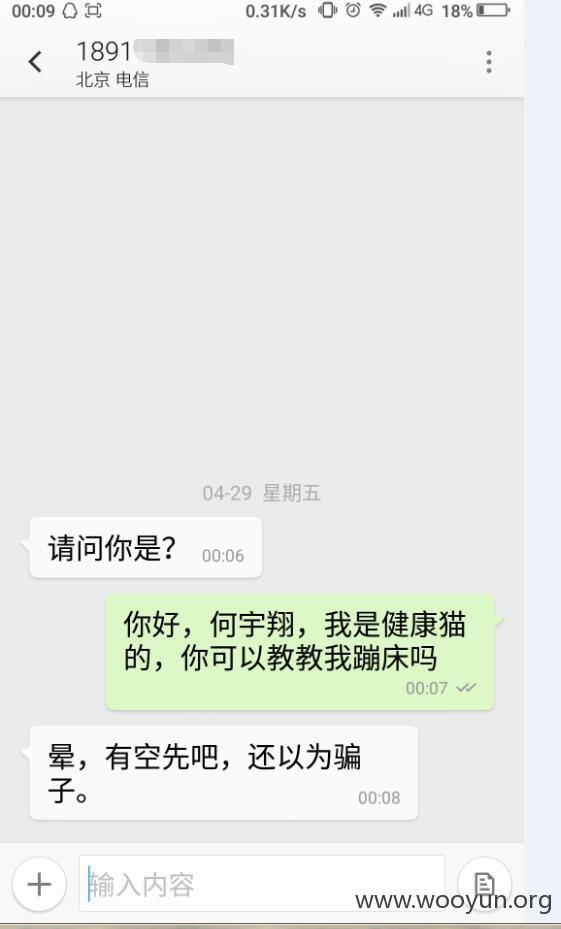 00:09 0.31K/s 4G 18%
1891
北京 电信
04-29 星期五
请问你是？ 00:06
你好，何宇翔，我是健康猫
的，你可以教教我蹦床吗
00:07
晕，有空先吧，还以为骗
子。 00:08
输入内容
www.wooyun.org